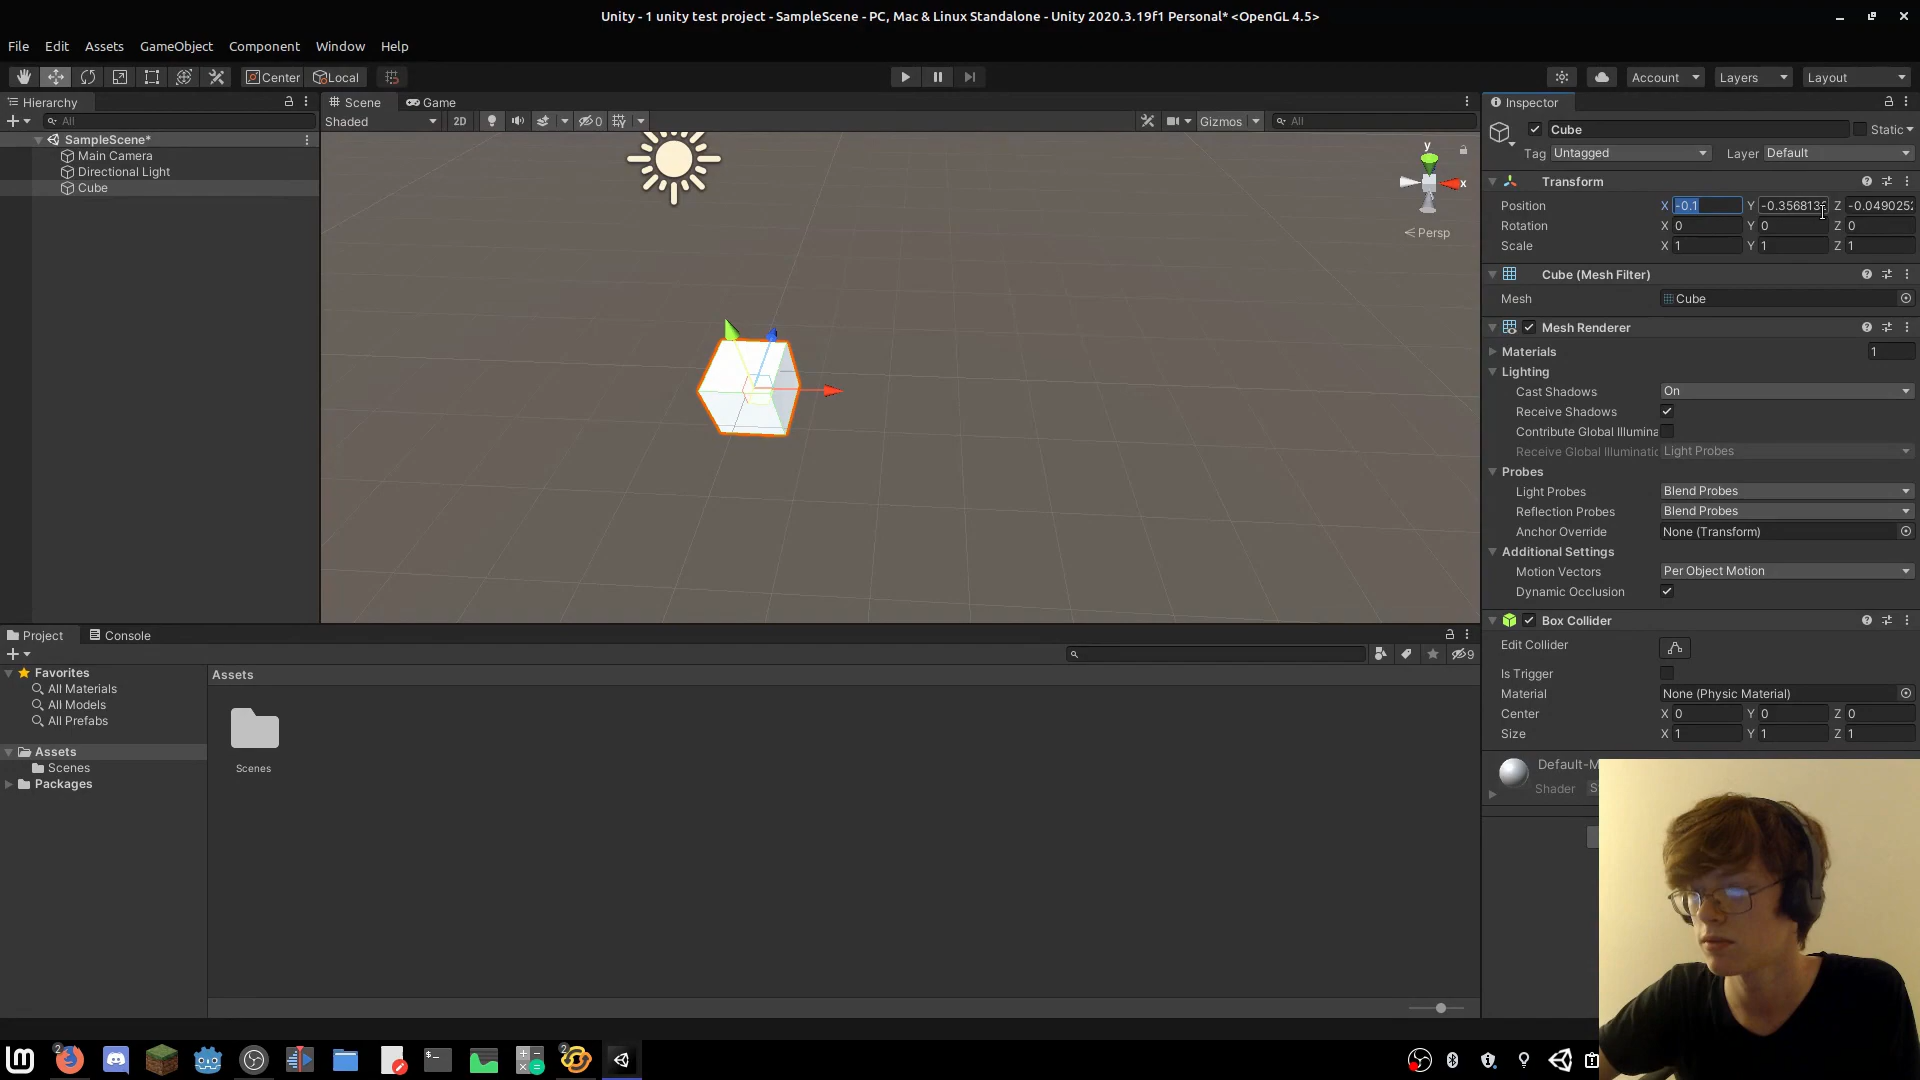 Unity - 1 unity test project - SampleScene - PC, Mac & Linux Standalone - Unity 2020.3.19f1 Personal* <OpenGL 4.5>
File Edit Assets GameObject Component Window Help
Center Local Account Layers Layout
Hierarchy
All
SampleScene*
Main Camera
Directional Light
Cube
Scene Game
Shaded 2D 0 Gizmos All
y
x
< Persp
Inspector
Cube Static
Tag Untagged Layer Default
Transform
Position X -0.1 Y -0.356813 Z -0.0490252
Rotation X 0 Y 0 Z 0
Scale X 1 Y 1 Z 1
Cube (Mesh Filter)
Mesh Cube
Mesh Renderer
Materials 1
Lighting
Cast Shadows On
Receive Shadows
Contribute Global Illumina
Receive Global Illuminatic Light Probes
Probes
Light Probes Blend Probes
Reflection Probes Blend Probes
Anchor Override None (Transform)
Additional Settings
Motion Vectors Per Object Motion
Dynamic Occlusion
Box Collider
Edit Collider
Is Trigger
Material None (Physic Material)
Center X 0 Y 0 Z 0
Size X 1 Y 1 Z 1
Default-M
Shader S
Project Console
9
Favorites
All Materials
All Models
All Prefabs
Assets
Scenes
Packages
Assets
Scenes
2 2